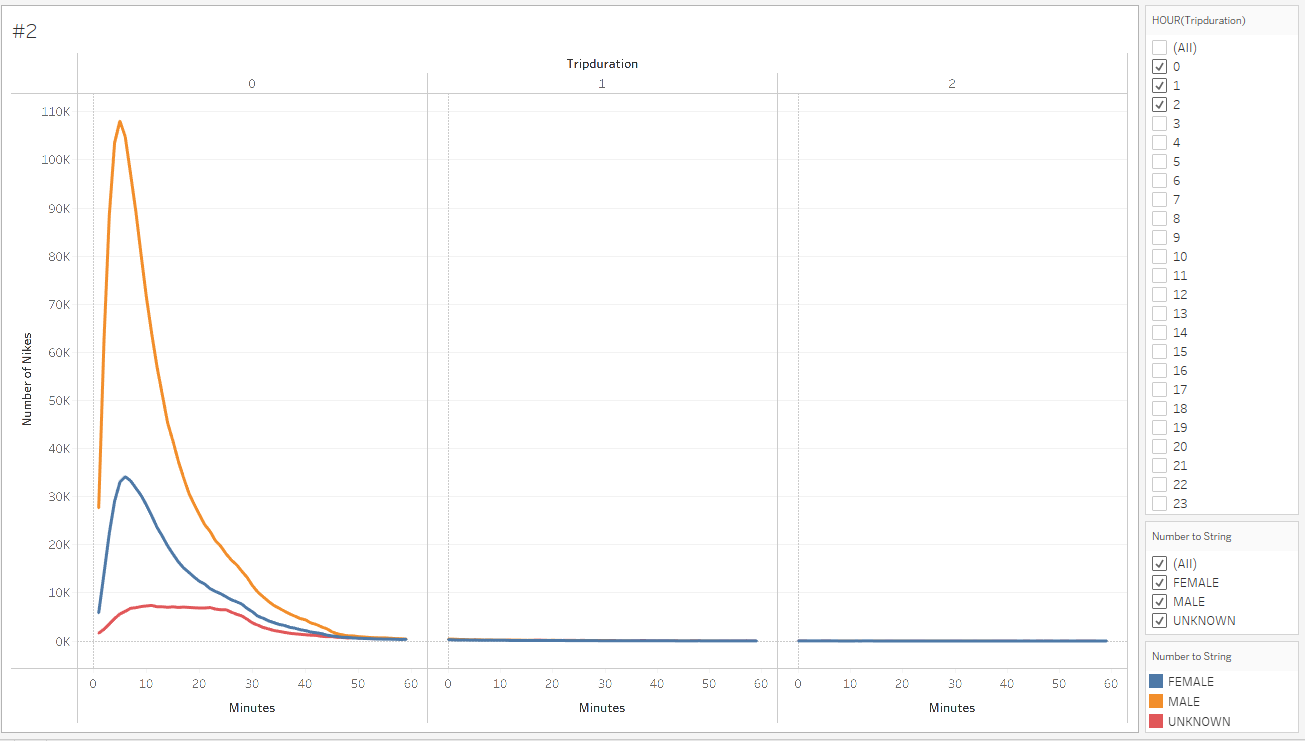 #2
Tripduration
0 1 2
110K
100K
90K
80K
70K
60K
50K
40K
30K
20K
10K
0K
Number of Nikes
0 10 20 30 40 50 60 0 10 20 30 40 50 60 0 10 20 30 40 50 60
Minutes Minutes Minutes
HOUR(Tripduration)
(All)
0
1
2
3
4
5
6
7
8
9
10
11
12
13
14
15
16
17
18
19
20
21
22
23
Number to String
(All)
FEMALE
MALE
UNKNOWN
Number to String
FEMALE
MALE
UNKNOWN